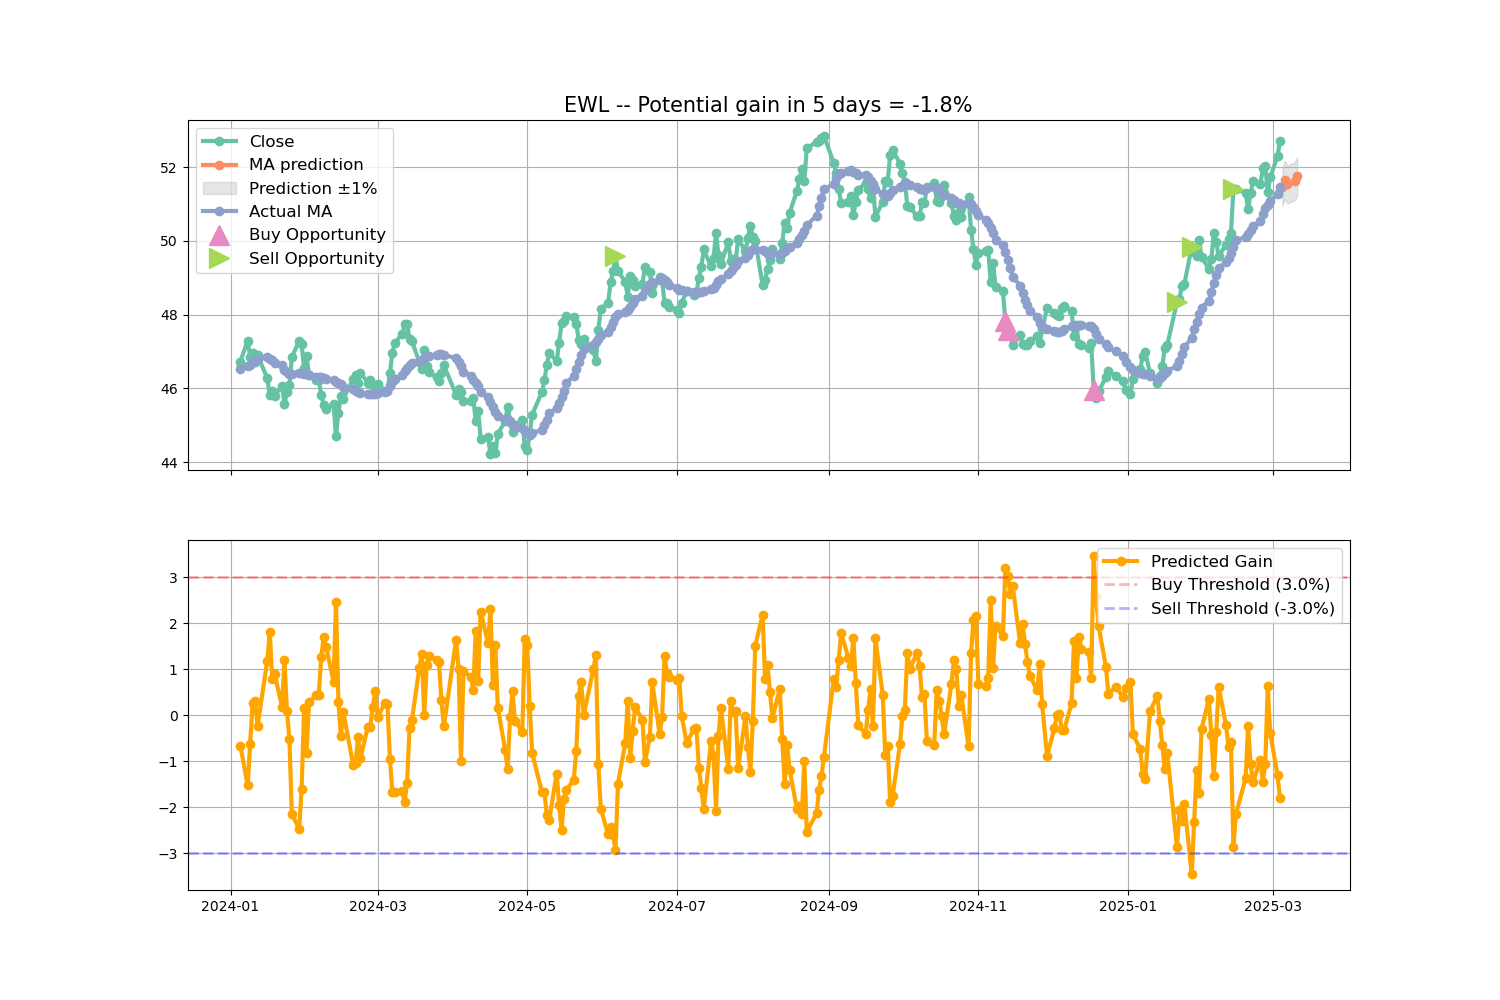 EWL -- Potential gain in 5 days = -1.8%
Close
MA prediction
Prediction ±1%
Actual MA
Buy Opportunity
Sell Opportunity
52
50
48
46
44
Predicted Gain
Buy Threshold (3.0%)
Sell Threshold (-3.0%)
3
2
1
0
−1
−2
−3
2024-01 2024-03 2024-05 2024-07 2024-09 2024-11 2025-01 2025-03